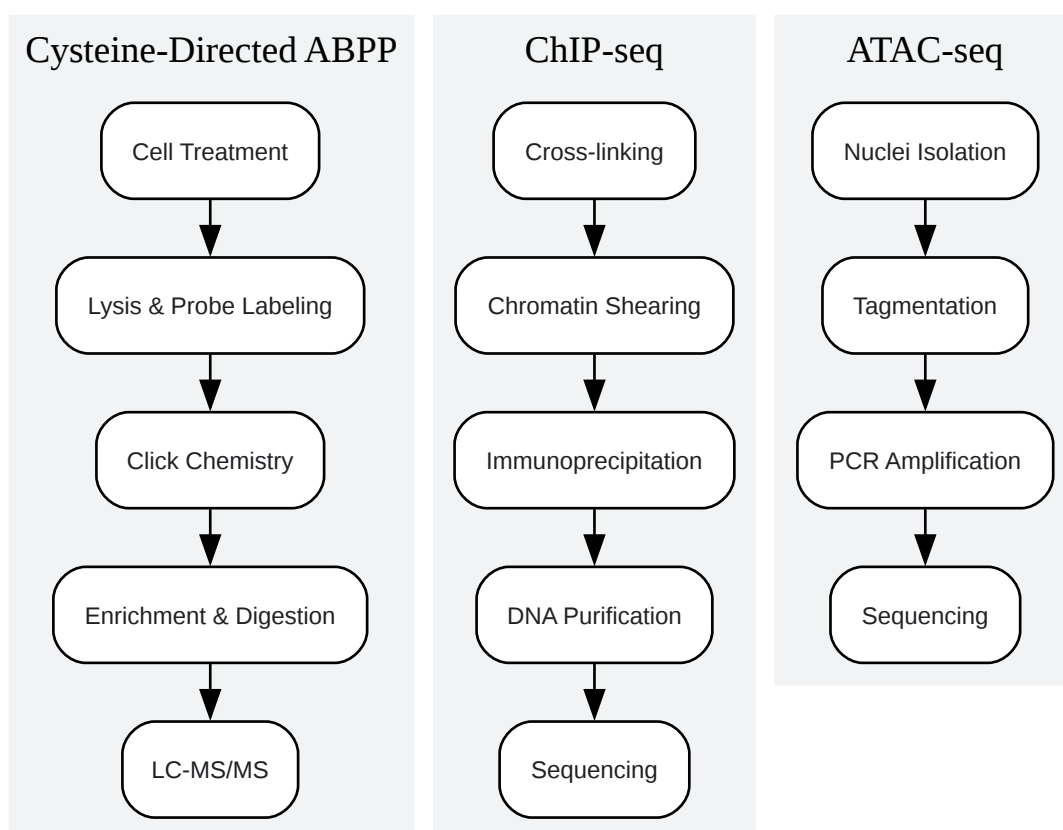 Cysteine-Directed ABPP
Cell Treatment
Lysis & Probe Labeling
Click Chemistry
Enrichment & Digestion
LC-MS/MS
ChIP-seq
Cross-linking
Chromatin Shearing
Immunoprecipitation
DNA Purification
Sequencing
ATAC-seq
Nuclei Isolation
Tagmentation
PCR Amplification
Sequencing